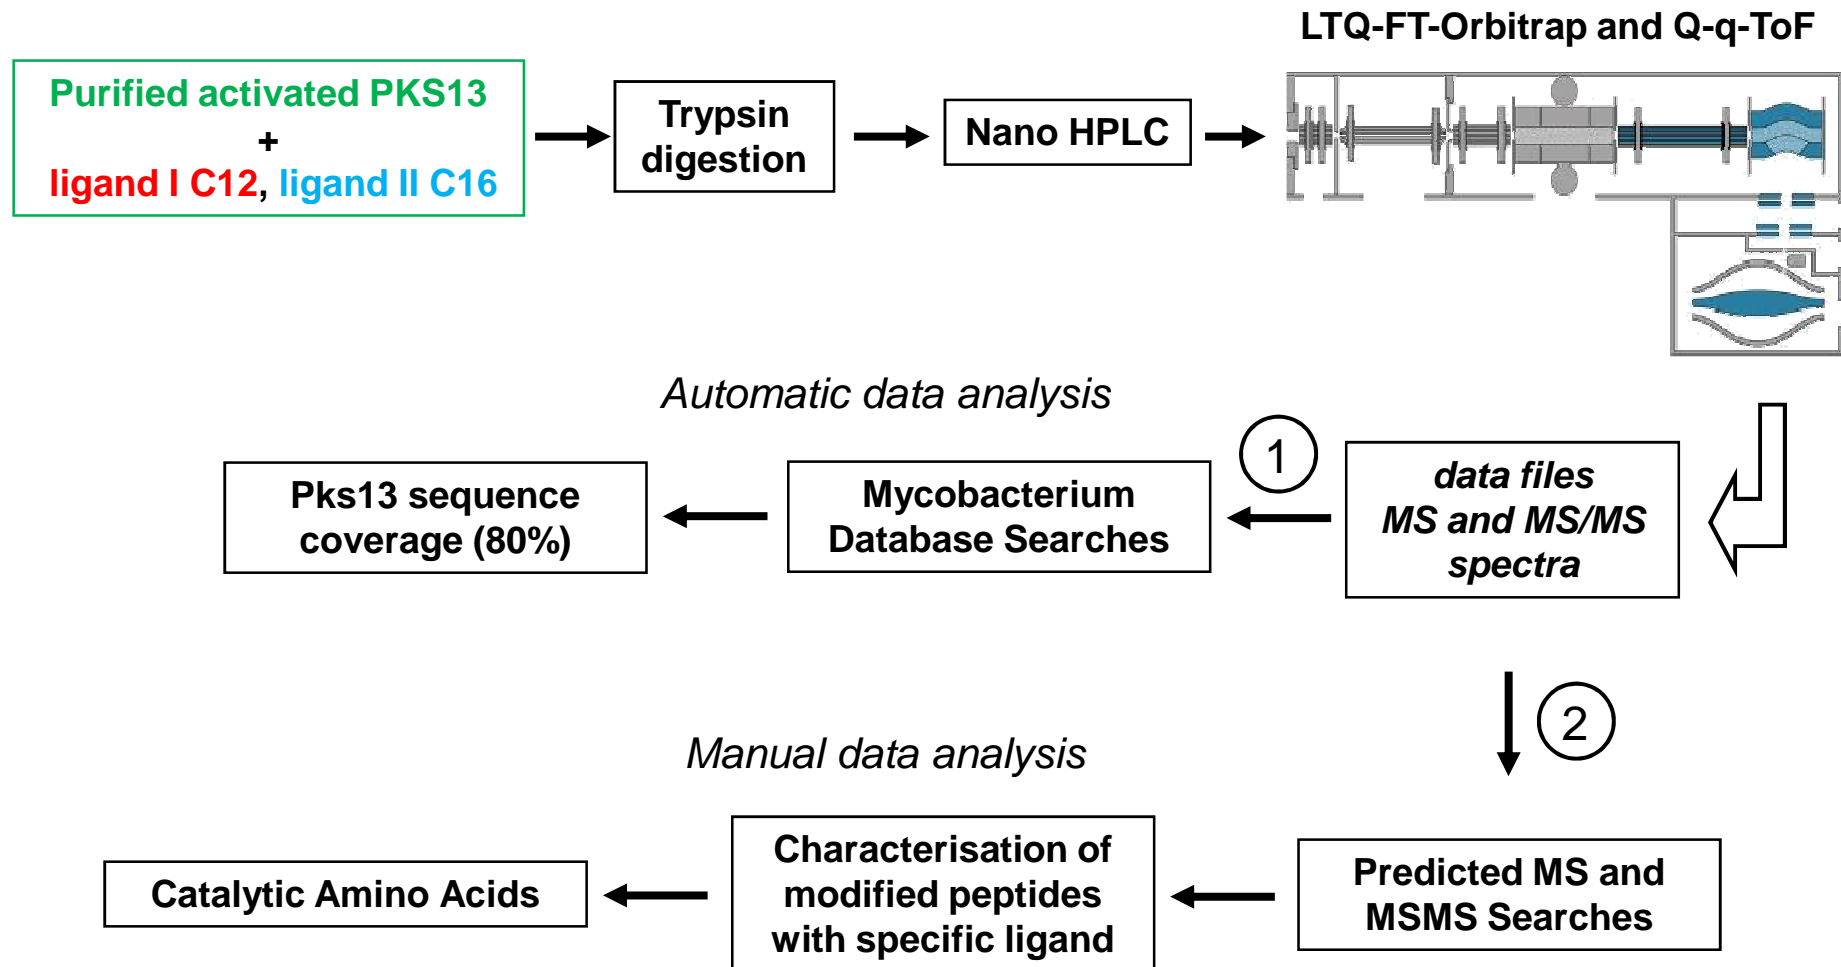 LTQ-FT-Orbitrap and Q-q-ToF
Purified activated PKS13
+
ligand I C12, ligand II C16
Trypsin
digestion
Nano HPLC
Automatic data analysis
1
data files
MS and MS/MS
spectra
Mycobacterium
Database Searches
Pks13 sequence
coverage (80%)
2
Manual data analysis
Predicted MS and
MSMS Searches
Characterisation of
modified peptides
with specific ligand
Catalytic Amino Acids